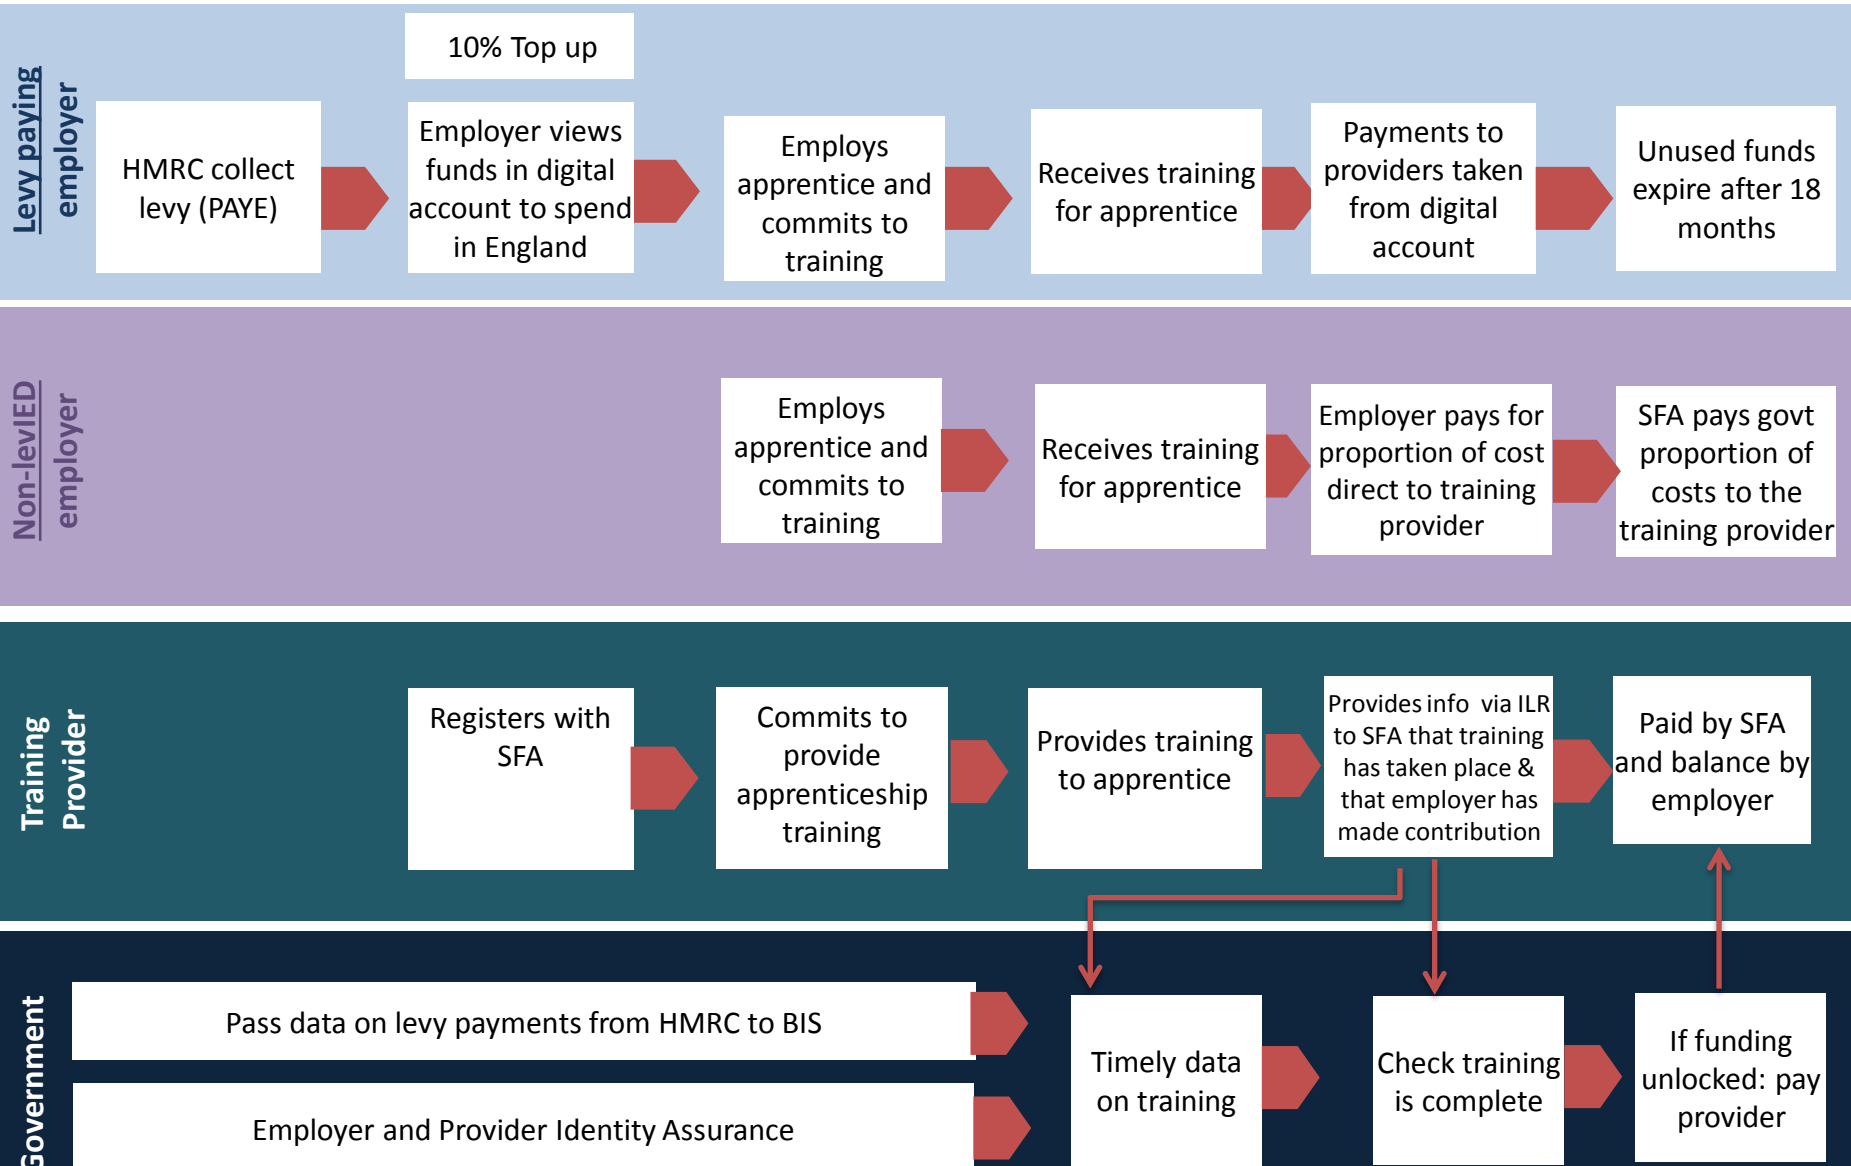 Levy paying
employer
10% Top up
HMRC collect
levy (PAYE)
Employer views
funds in digital
account to spend
in England
Employs
apprentice and
commits to
training
Receives training
for apprentice
Payments to
providers taken
from digital
account
Unused funds
expire after 18
months
Non-levIED
employer
Employs
apprentice and
commits to
training
Receives training
for apprentice
Employer pays for
proportion of cost
direct to training
provider
SFA pays govt
proportion of
costs to the
training provider
Training
Provider
Registers with
SFA
Commits to
provide
apprenticeship
training
Provides training
to apprentice
Provides info via ILR
to SFA that training
has taken place &
that employer has
made contribution
Paid by SFA
and balance by
employer
Government
Pass data on levy payments from HMRC to BIS
Employer and Provider Identity Assurance
Timely data
on training
Check training
is complete
If funding
unlocked: pay
provider